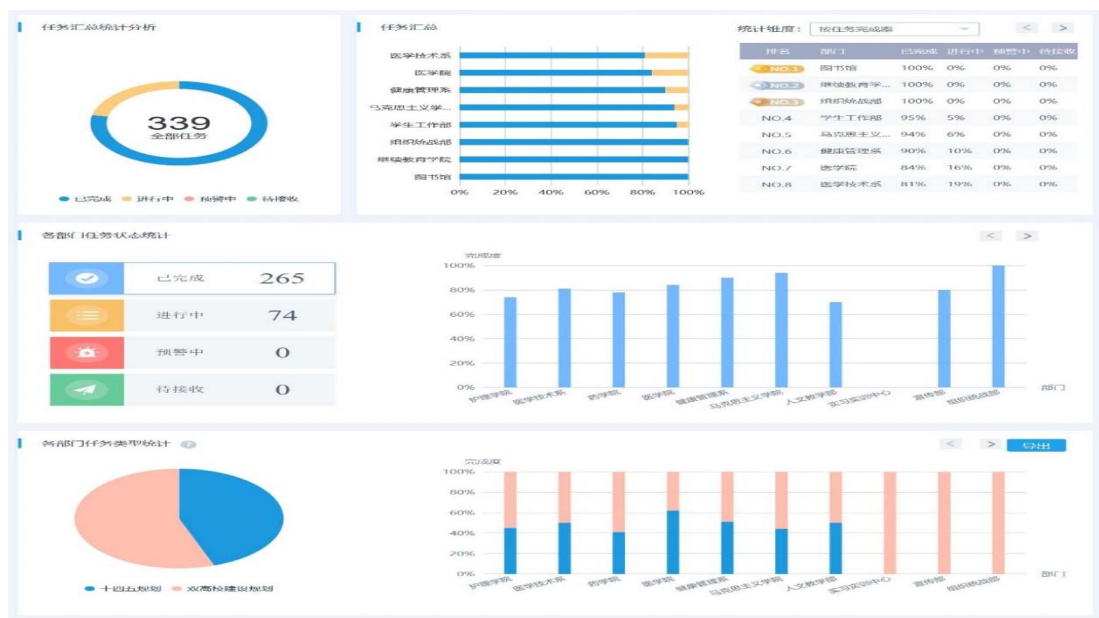 任务汇总统计分析
339
全部任务
已完成 进行中 预警中 待接收
任务汇总
医学技术系
医学院
健康管理系
马克思主义学...
学生工作部
组织统战部
继续教育学院
图书馆
0% 20% 40% 60% 80% 100%
统计维度: 按任务完成率 < >
排名 部门 已完成 进行中 预警中 待接收
NO.1 图书馆 100% 0% 0% 0%
NO.2 继续教育学... 100% 0% 0% 0%
NO.3 组织统战部 100% 0% 0% 0%
NO.4 学生工作部 95% 5% 0% 0%
NO.5 马克思主义... 94% 6% 0% 0%
NO.6 健康管理系 90% 10% 0% 0%
NO.7 医学院 84% 16% 0% 0%
NO.8 医学技术系 81% 19% 0% 0%
各部门任务状态统计 < >
已完成 265
进行中 74
预警中 0
待接收 0
完成度
100%
80%
60%
40%
20%
0%
护理学院 医学技术系 药学院 医学院 健康管理系 马克思主义学院 人文教学部 实习实训中心 宣传部 组织统战部 部门
各部门任务类型统计 ? < > 导出
十四五规划 双高校建设规划
完成度
100%
80%
60%
40%
20%
0%
护理学院 医学技术系 药学院 医学院 健康管理系 马克思主义学院 人文教学部 实习实训中心 宣传部 组织统战部 部门